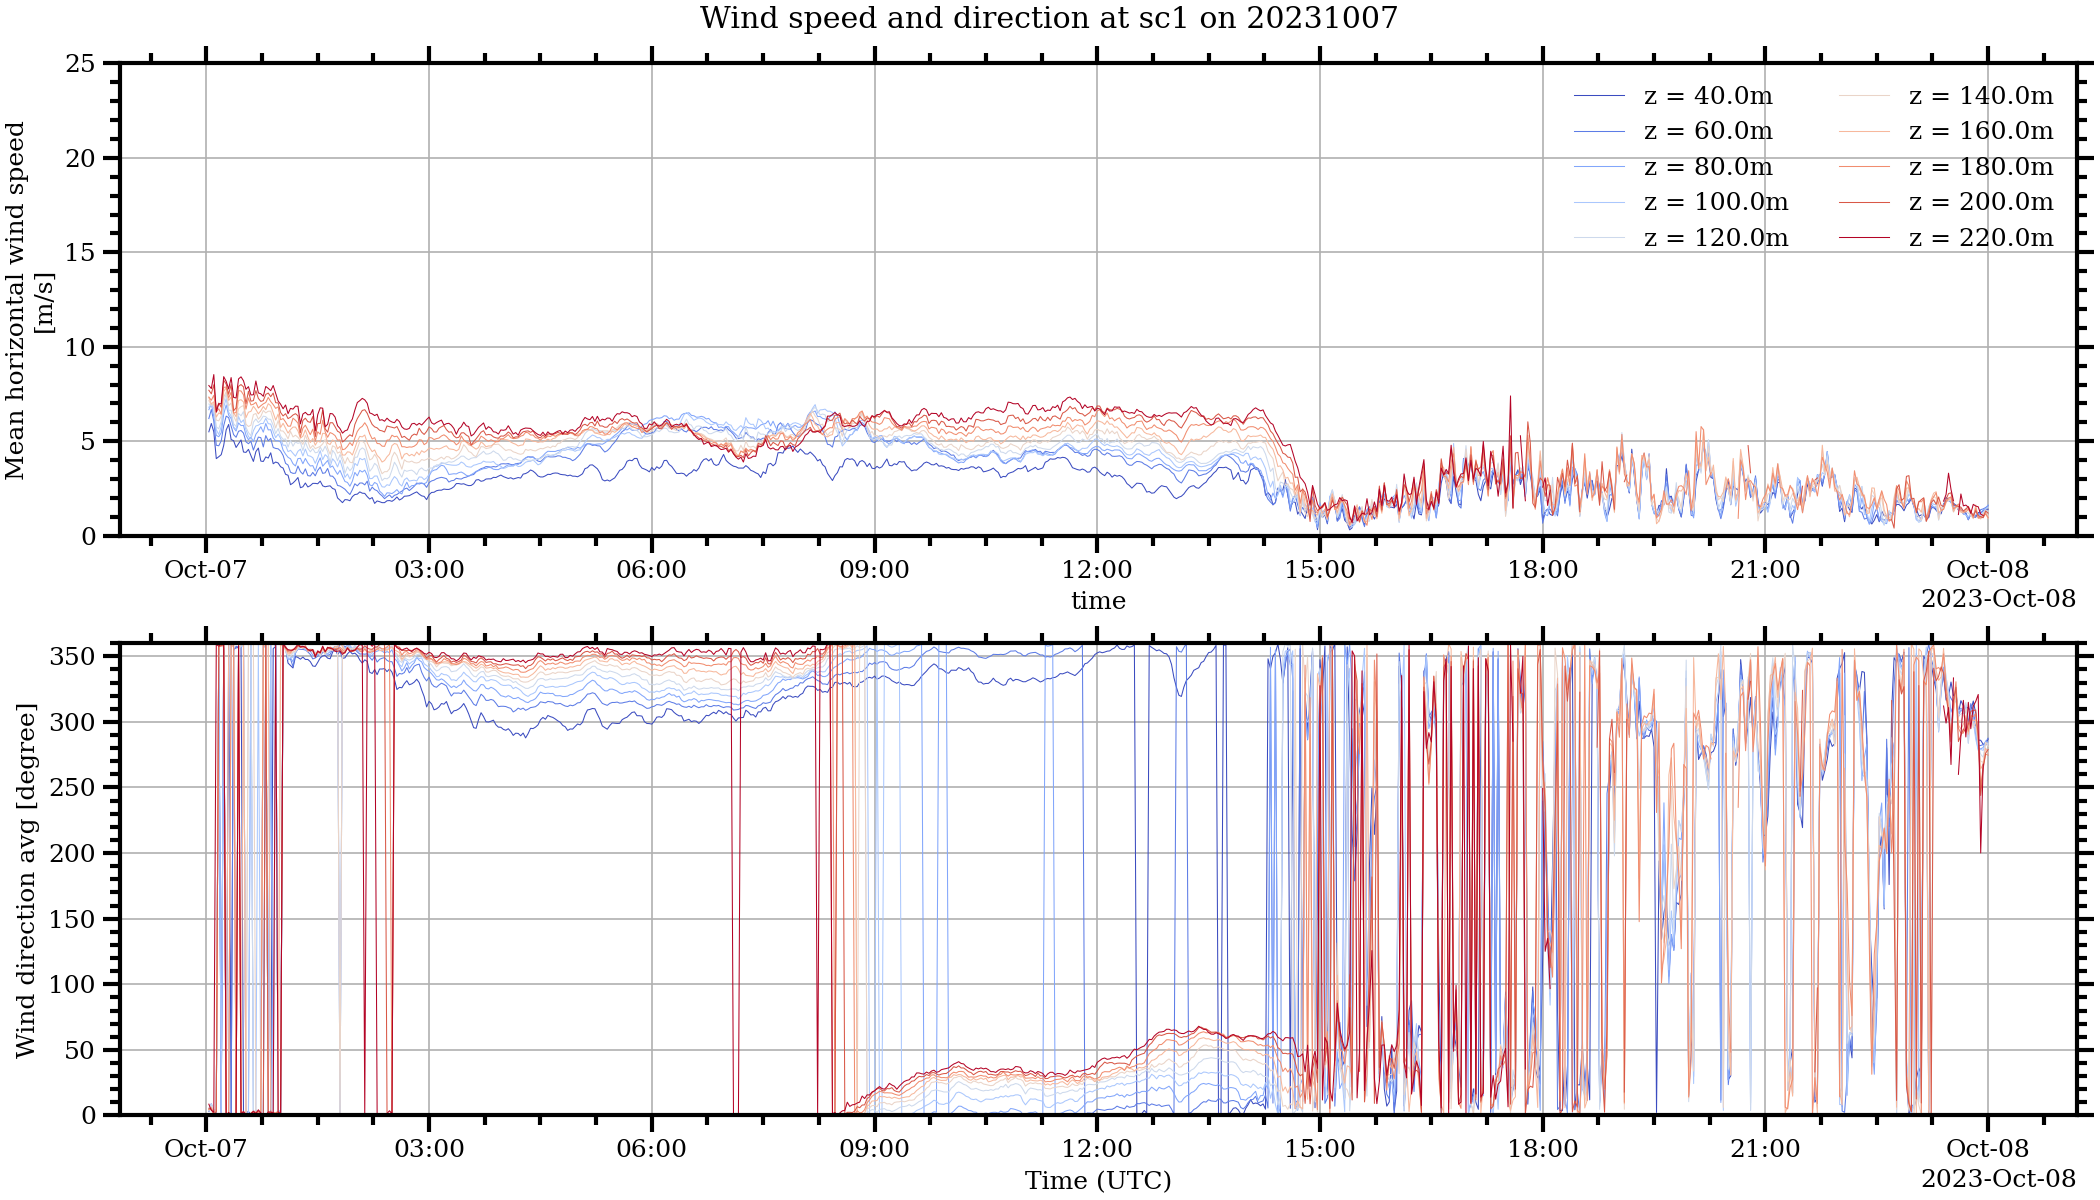 Wind speed and direction at sc1 on 20231007
Mean horizontal wind speed
[m/s]
25
20
15
10
5
0
z = 40.0m
z = 60.0m
z = 80.0m
z = 100.0m
z = 120.0m
z = 140.0m
z = 160.0m
z = 180.0m
z = 200.0m
z = 220.0m
Oct-07 03:00 06:00 09:00 12:00 15:00 18:00 21:00 Oct-08
time
2023-Oct-08
Wind direction avg [degree]
350
300
250
200
150
100
50
0
Oct-07 03:00 06:00 09:00 12:00 15:00 18:00 21:00 Oct-08
Time (UTC)
2023-Oct-08